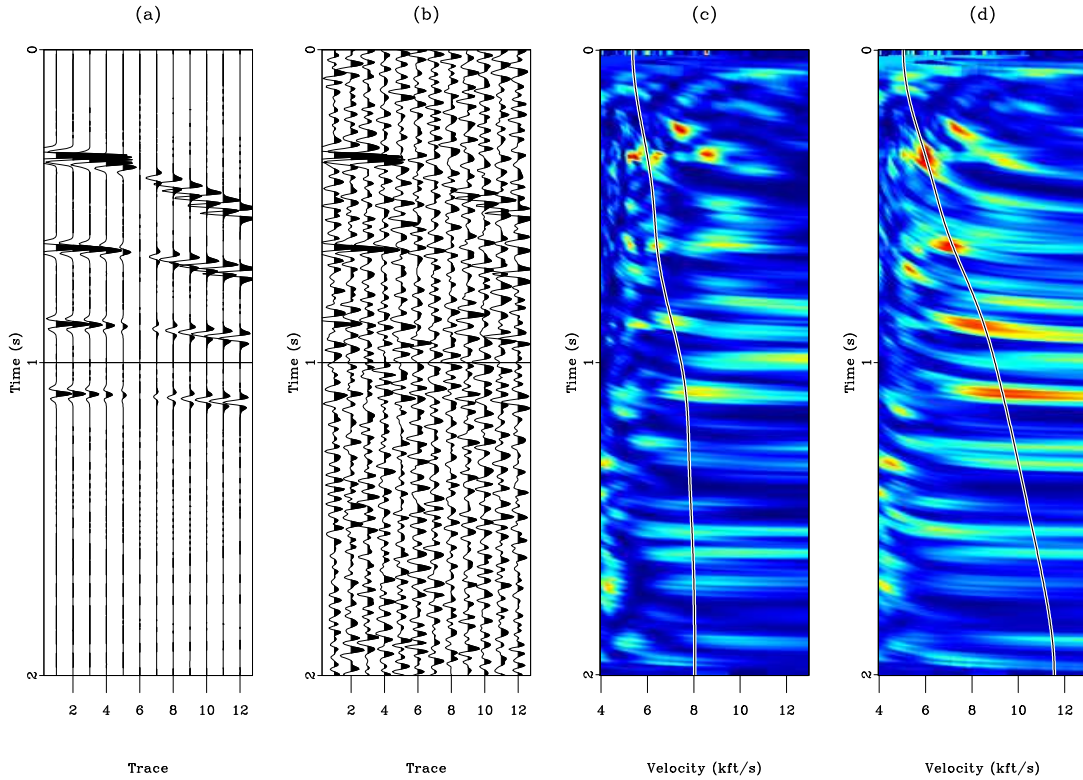 (a) (b) (c) (d)
0 0 0 0
Time (s) Time (s) Time (s) Time (s)
1 1 1 1
2 2 2 2
2 4 6 8 10 12 2 4 6 8 10 12 4 6 8 10 12 4 6 8 10 12
Trace Trace Velocity (kft/s) Velocity (kft/s)